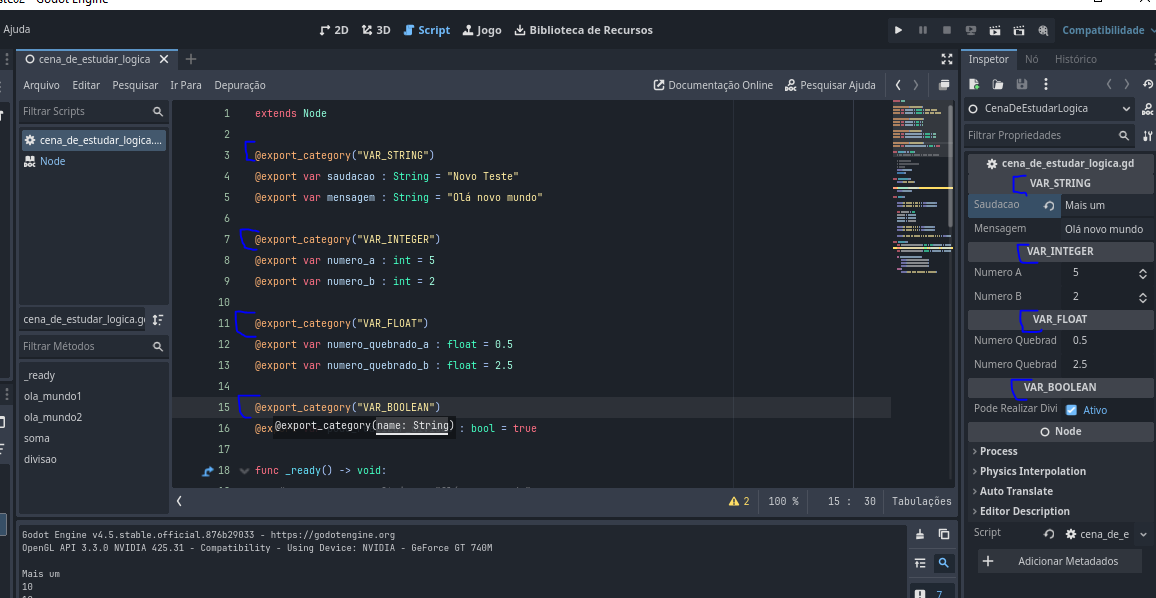 Godot Engine
Ajuda
2D
3D
Script
Jogo
Biblioteca de Recursos
Compatibilidade
cena_de_estudar_logica
Arquivo
Editar
Pesquisar
Ir Para
Depuração
Documentação Online
Pesquisar Ajuda
Filtrar Scripts
cena_de_estudar_logica....
Node
cena_de_estudar_logica.g
Filtrar Métodos
_ready
ola_mundo1
ola_mundo2
soma
divisao
1 extends Node
2
3 @export_category("VAR_STRING")
4 @export var saudacao : String = "Novo Teste"
5 @export var mensagem : String = "Olá novo mundo"
6
7 @export_category("VAR_INTEGER")
8 @export var numero_a : int = 5
9 @export var numero_b : int = 2
10
11 @export_category("VAR_FLOAT")
12 @export var numero_quebrado_a : float = 0.5
13 @export var numero_quebrado_b : float = 2.5
14
15 @export_category("VAR_BOOLEAN")
@export_category(name: String)
16 @ex : bool = true
17
18 func _ready() -> void:
2
100 %
15 : 30
Tabulações
Godot Engine v4.5.stable.official.876b29033 - https://godotengine.org
OpenGL API 3.3.0 NVIDIA 425.31 - Compatibility - Using Device: NVIDIA - GeForce GT 740M
Mais um
10
7
Inspetor
Nó
Histórico
CenaDeEstudarLogica
Filtrar Propriedades
cena_de_estudar_logica.gd
VAR_STRING
Saudacao Mais um
Mensagem Olá novo mundo
VAR_INTEGER
Numero A 5
Numero B 2
VAR_FLOAT
Numero Quebrad 0.5
Numero Quebrad 2.5
VAR_BOOLEAN
Pode Realizar Divi Ativo
Node
Process
Physics Interpolation
Auto Translate
Editor Description
Script cena_de_e
Adicionar Metadados